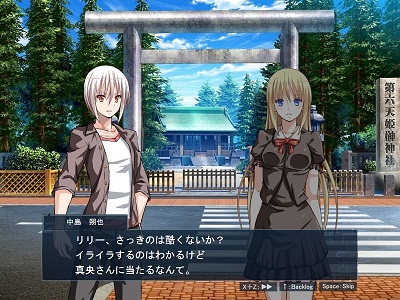 第六天姫榊神社
中島 翔也
リリー、さっきのは酷くないか?
イライラするのはわかるけど
真央さんに当たるなんて。
X+Z: ▶▶ ↑:Backlog Space:Skip